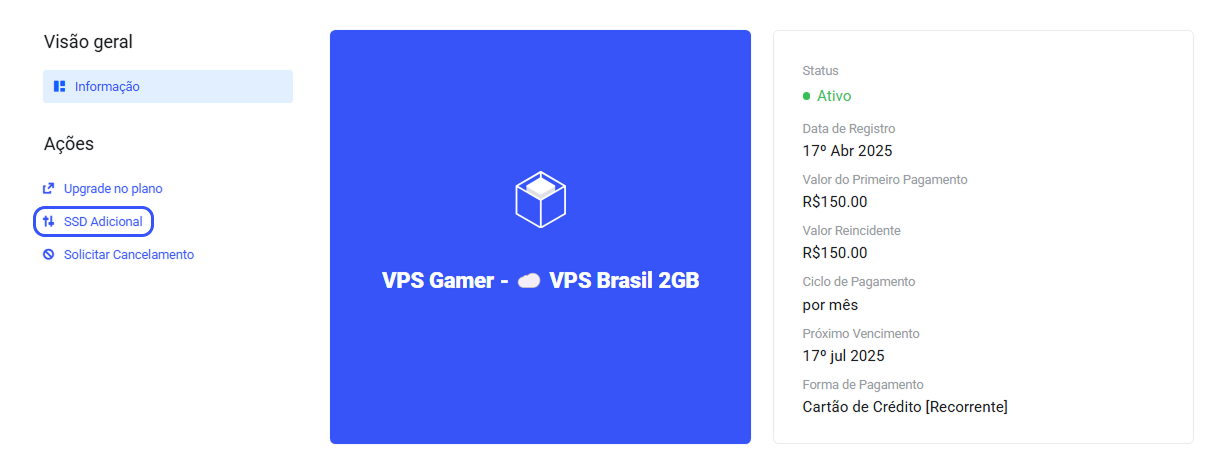 Visão geral
Informação
Ações
Upgrade no plano
SSD Adicional
Solicitar Cancelamento
VPS Gamer - VPS Brasil 2GB
Status
Ativo
Data de Registro
17º Abr 2025
Valor do Primeiro Pagamento
R$150.00
Valor Reincidente
R$150.00
Ciclo de Pagamento
por mês
Próximo Vencimento
17º jul 2025
Forma de Pagamento
Cartão de Crédito [Recorrente]